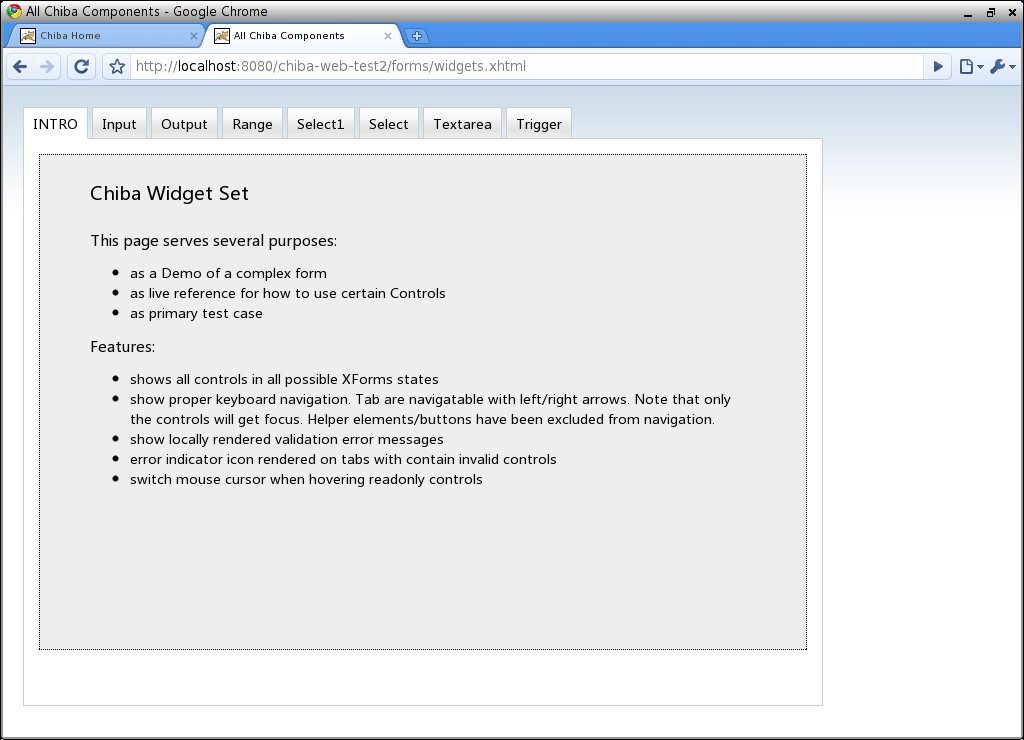 All Chiba Components - Google Chrome
Chiba Home
All Chiba Components
http://localhost:8080/chiba-web-test2/forms/widgets.xhtml
INTRO Input Output Range Select1 Select Textarea Trigger
Chiba Widget Set
This page serves several purposes:
as a Demo of a complex form
as live reference for how to use certain Controls
as primary test case
Features:
shows all controls in all possible XForms states
show proper keyboard navigation. Tab are navigatable with left/right arrows. Note that only
the controls will get focus. Helper elements/buttons have been excluded from navigation.
show locally rendered validation error messages
error indicator icon rendered on tabs with contain invalid controls
switch mouse cursor when hovering readonly controls